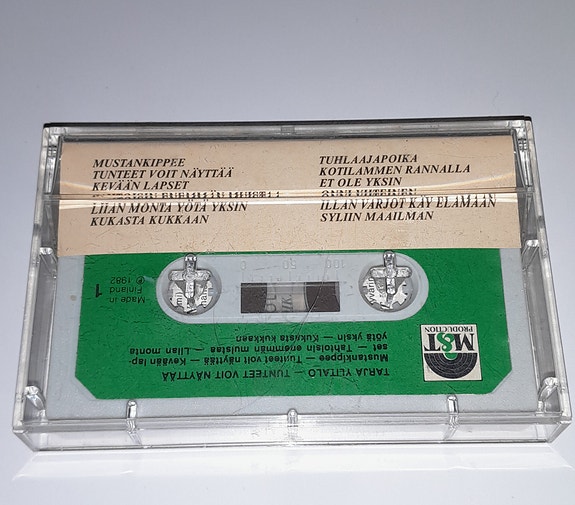 MUSTANKIPPEE
TUNTEET VOIT NÄYTTÄÄ
KEVÄÄN LAPSET
LIIAN MONTA YÖTÄ YKSIN
KUKASTA KUKKAAN
TUHLAAJAPOIKA
KOTILAMMEN RANNALLA
ET OLE YKSIN
ILLAN VARJOT KÄY ELÄMÄÄN
SYLIIN MAAILMAN
TARJA YLITALO — TUNTEET VOIT NÄYTTÄÄ
Mustankippee — Tunteet voit näyttää — Kevään lap-
set — Tahtoisin enemmän muistaa — Liian monta
yötä yksin — Kukasta kukkaan
M&T
PRODUCTION
1
Made in
Finland
℗ 1982